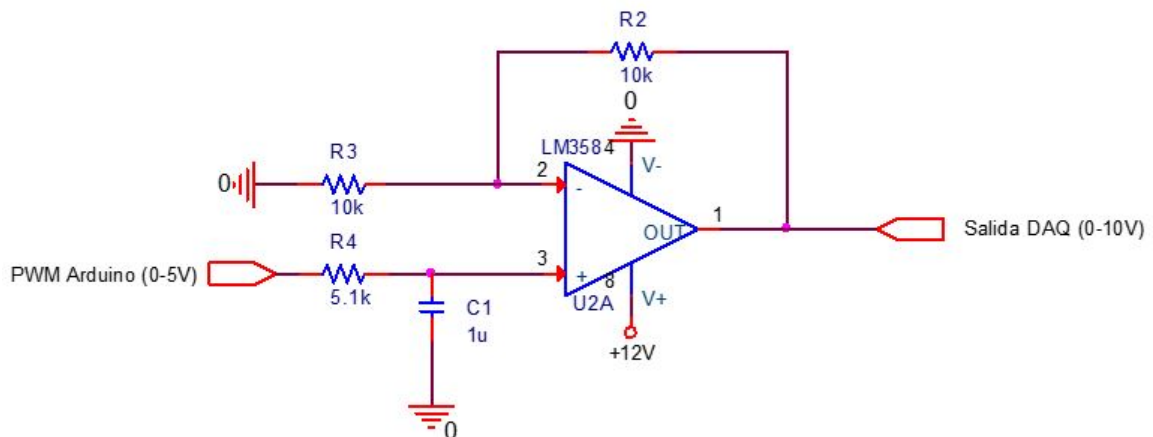 R2
10k
0
LM358
4
V-
R3
2
-
0
10k
1
OUT
Salida DAQ (0-10V)
R4
3
+
PWM Arduino (0-5V)
5.1k
8
U2A
V+
C1
1u
+12V
0